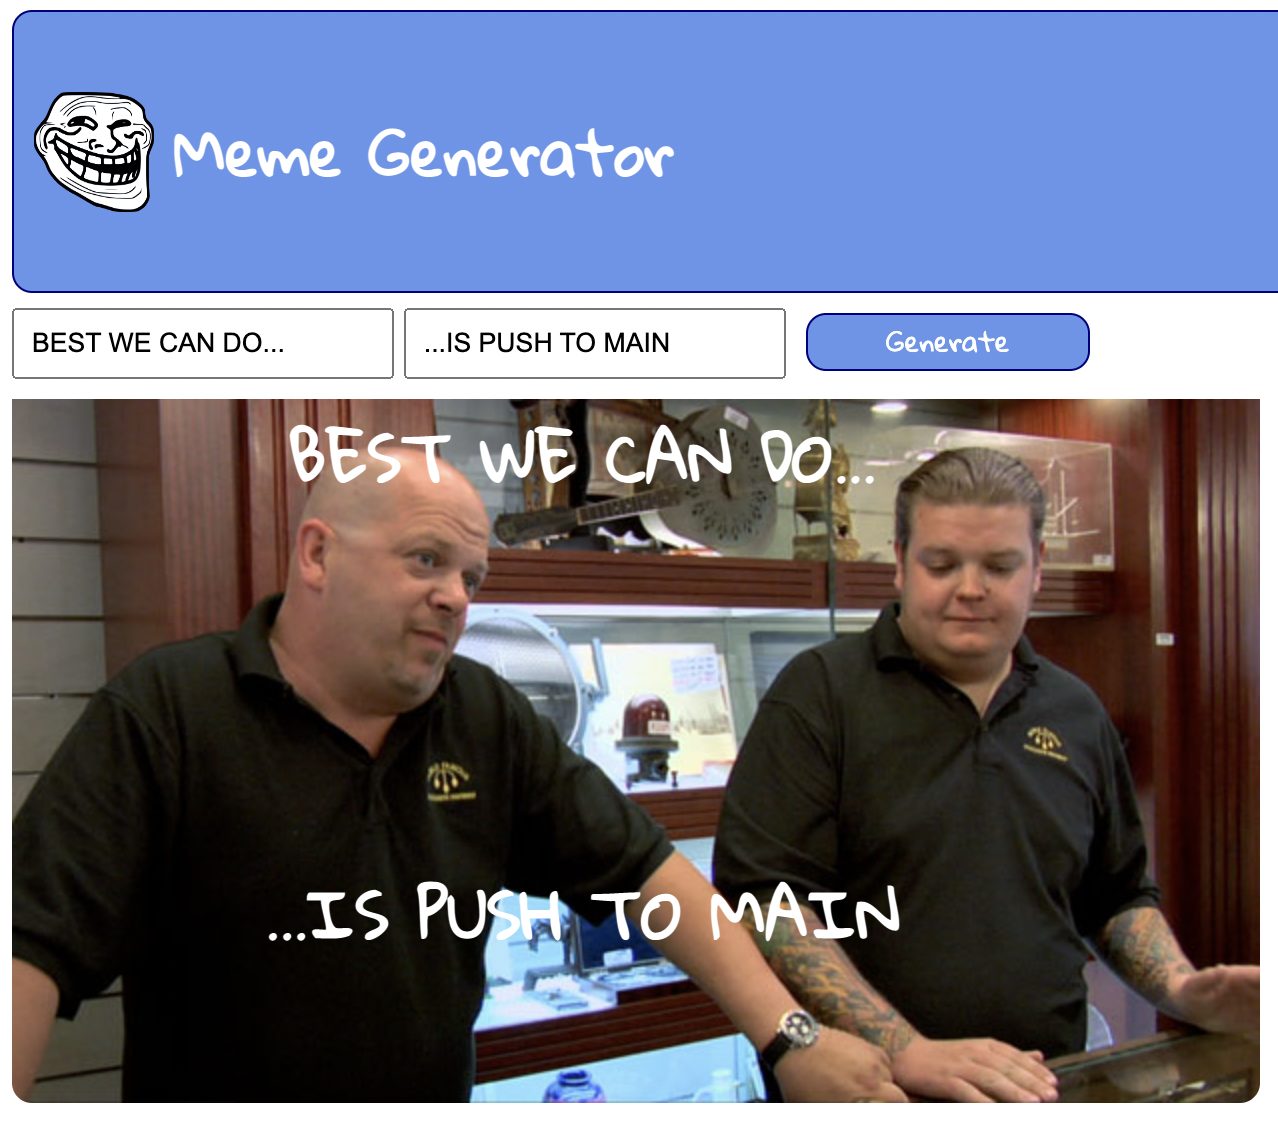 Meme Generator
BEST WE CAN DO...
...IS PUSH TO MAIN
Generate
BEST WE CAN DO...
...IS PUSH TO MAIN